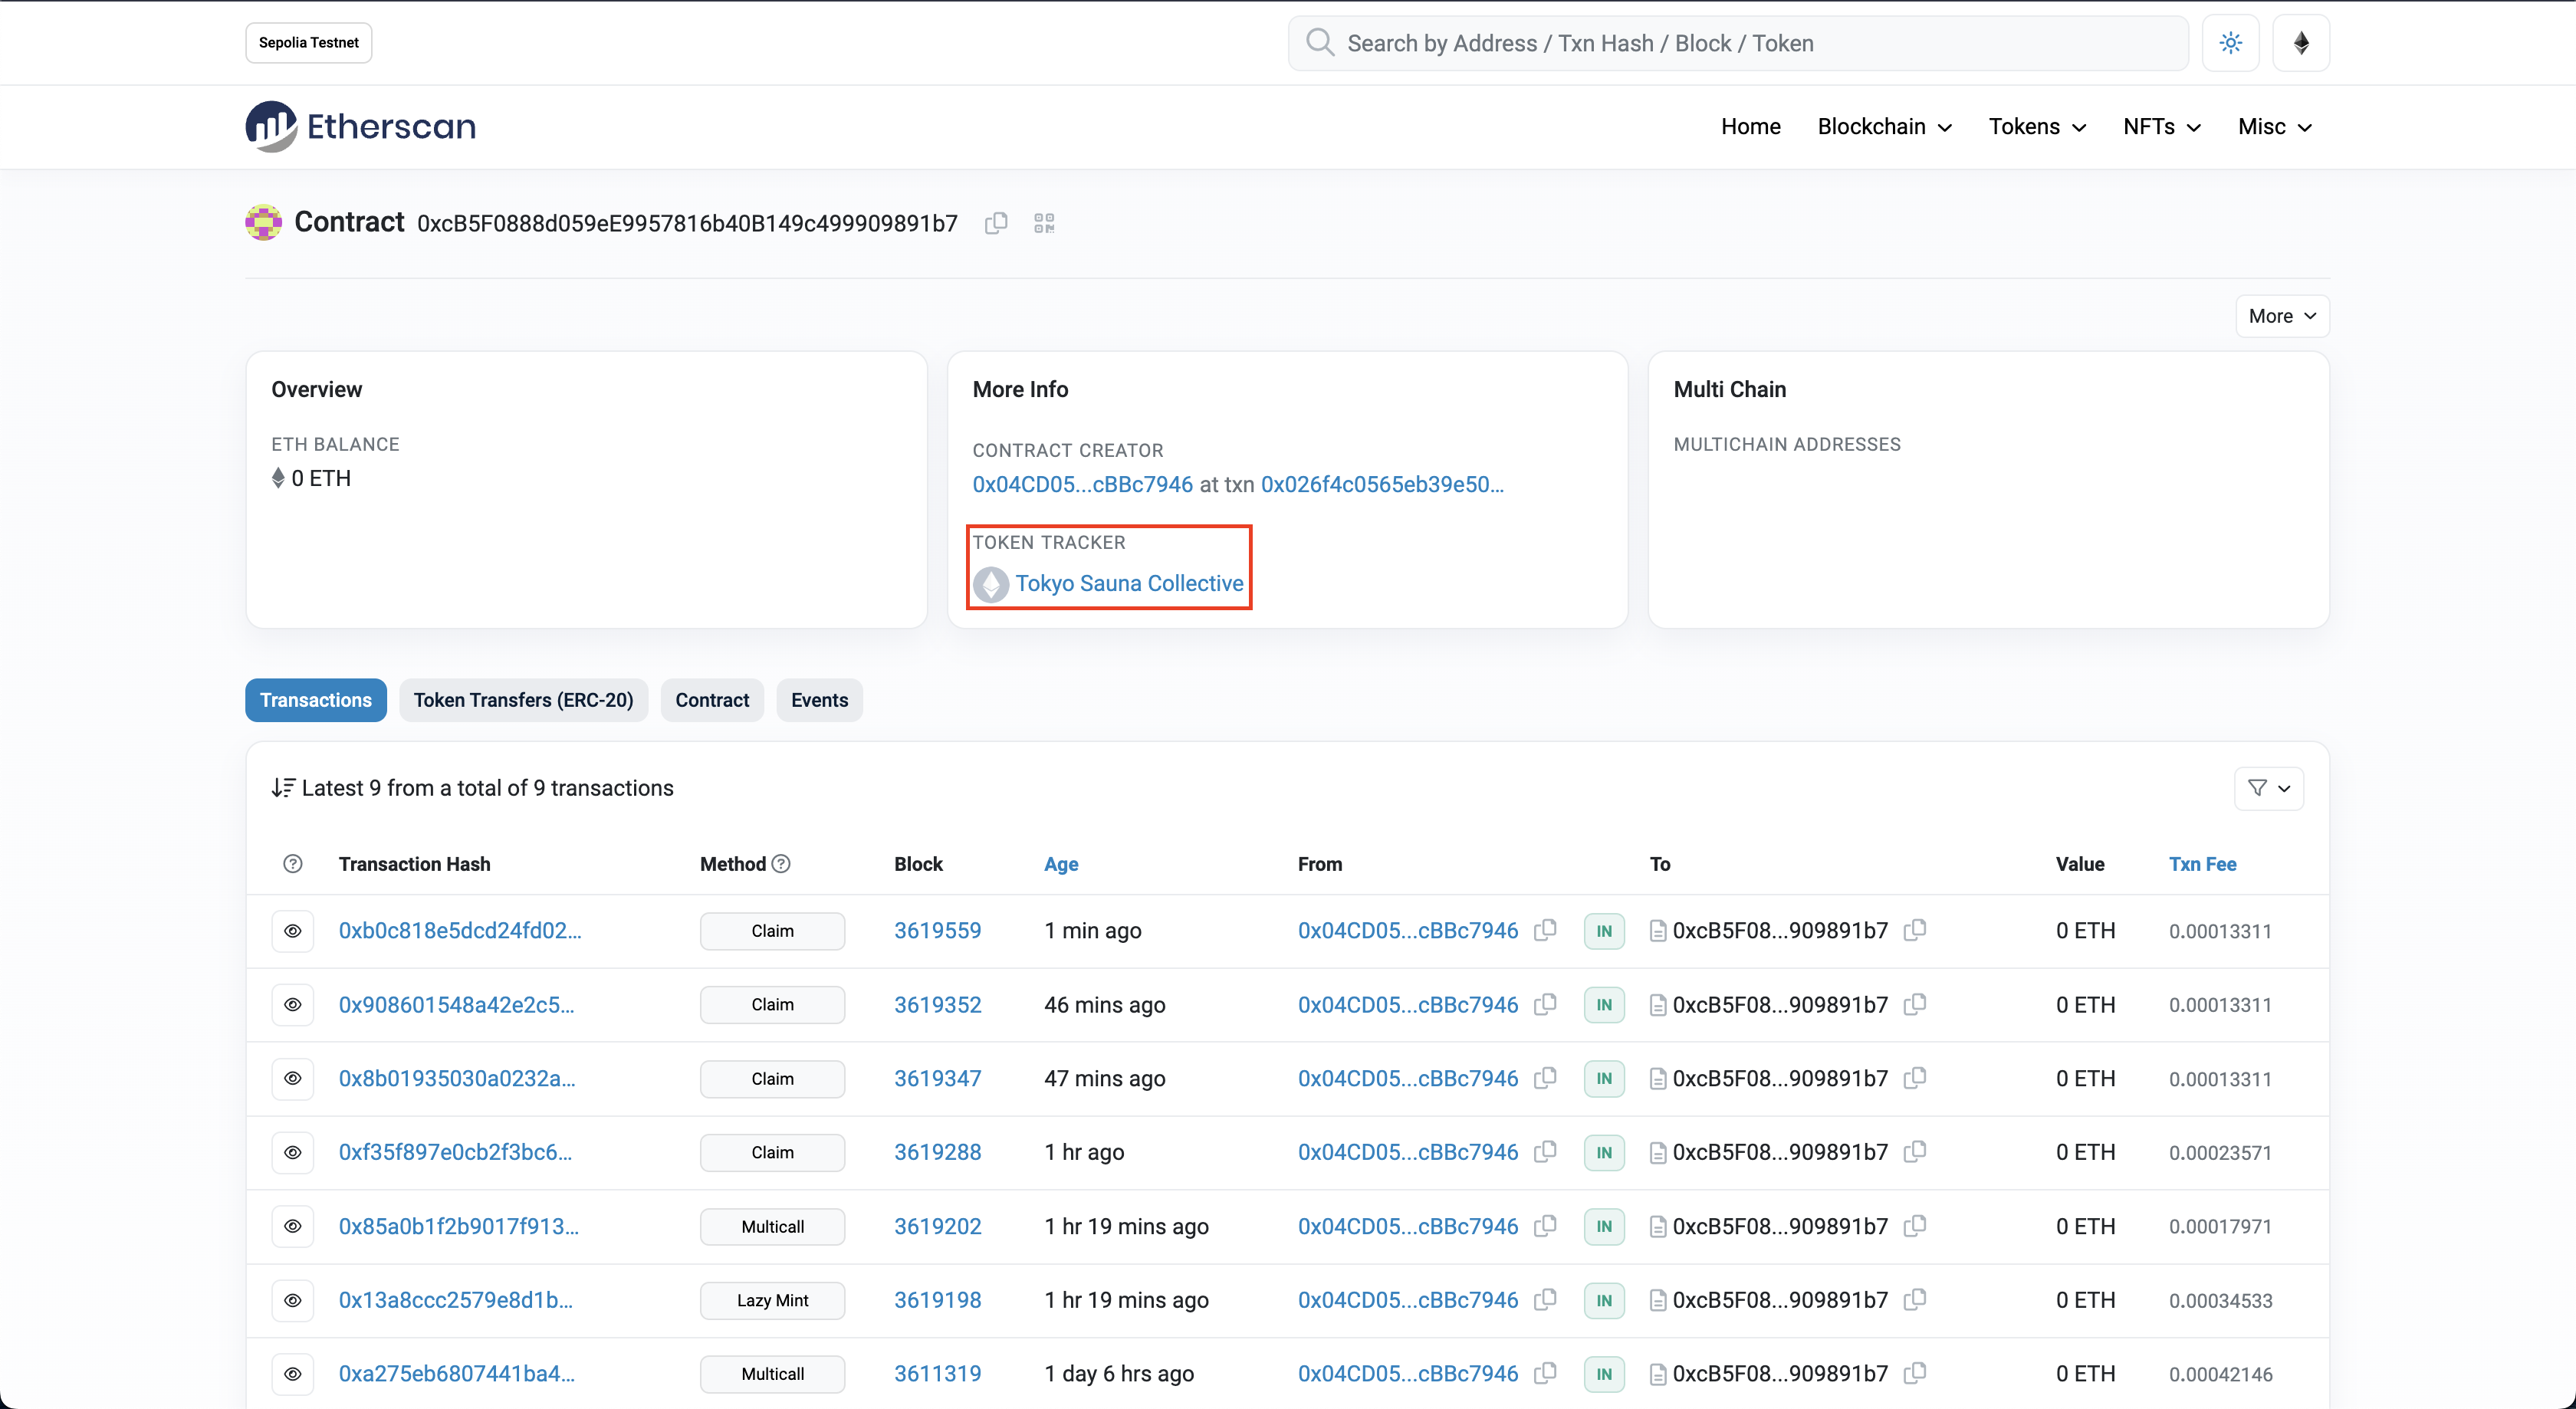 Sepolia Testnet
Search by Address / Txn Hash / Block / Token
Etherscan
Home Blockchain Tokens NFTs Misc
Contract 0xcB5F0888d059eE9957816b40B149c499909891b7
More
Overview
ETH BALANCE
0 ETH
More Info
CONTRACT CREATOR
0x04CD05...cBBc7946 at txn 0x026f4c0565eb39e50...
TOKEN TRACKER
Tokyo Sauna Collective
Multi Chain
MULTICHAIN ADDRESSES
Transactions Token Transfers (ERC-20) Contract Events
Latest 9 from a total of 9 transactions
? Transaction Hash Method ? Block Age From To Value Txn Fee
0xb0c818e5dcd24fd02... Claim 3619559 1 min ago 0x04CD05...cBBc7946 IN 0xcB5F08...909891b7 0 ETH 0.00013311
0x908601548a42e2c5... Claim 3619352 46 mins ago 0x04CD05...cBBc7946 IN 0xcB5F08...909891b7 0 ETH 0.00013311
0x8b01935030a0232a... Claim 3619347 47 mins ago 0x04CD05...cBBc7946 IN 0xcB5F08...909891b7 0 ETH 0.00013311
0xf35f897e0cb2f3bc6... Claim 3619288 1 hr ago 0x04CD05...cBBc7946 IN 0xcB5F08...909891b7 0 ETH 0.00023571
0x85a0b1f2b9017f913... Multicall 3619202 1 hr 19 mins ago 0x04CD05...cBBc7946 IN 0xcB5F08...909891b7 0 ETH 0.00017971
0x13a8ccc2579e8d1b... Lazy Mint 3619198 1 hr 19 mins ago 0x04CD05...cBBc7946 IN 0xcB5F08...909891b7 0 ETH 0.00034533
0xa275eb6807441ba4... Multicall 3611319 1 day 6 hrs ago 0x04CD05...cBBc7946 IN 0xcB5F08...909891b7 0 ETH 0.00042146